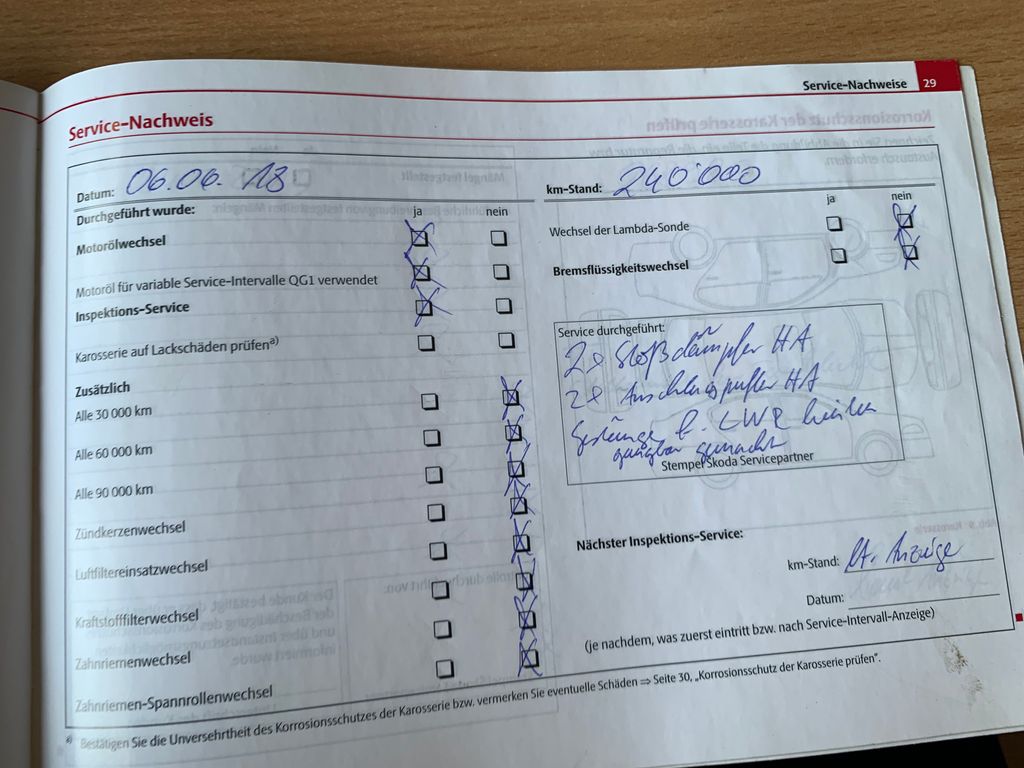 Service-Nachweise 29
Service-Nachweis
Datum: 06.06.18
km-Stand: 240'000
Durchgeführt wurde: ja nein
ja nein
Motorölwechsel
Wechsel der Lambda-Sonde
Motoröl für variable Service-Intervalle QG1 verwendet
Bremsflüssigkeitswechsel
Inspektions-Service
Karosserie auf Lackschäden prüfen a)
Service durchgeführt:
2x Stoßdämpfer HA
2x Anschlagpuffer HA
Gestänge f. LWR hinten
gangbar gemacht
Stempel Skoda Servicepartner
Zusätzlich
Alle 30 000 km
Alle 60 000 km
Alle 90 000 km
Zündkerzenwechsel
Luftfiltereinsatzwechsel
Kraftstofffilterwechsel
Zahnriemenwechsel
Zahnriemen-Spannrollenwechsel
Nächster Inspektions-Service:
km-Stand: lt. Anzeige
Datum:
(je nachdem, was zuerst eintritt bzw. nach Service-Intervall-Anzeige)
a) Bestätigen Sie die Unversehrtheit des Korrosionsschutzes der Karosserie bzw. vermerken Sie eventuelle Schäden ⇒ Seite 30, „Korrosionsschutz der Karosserie prüfen“.